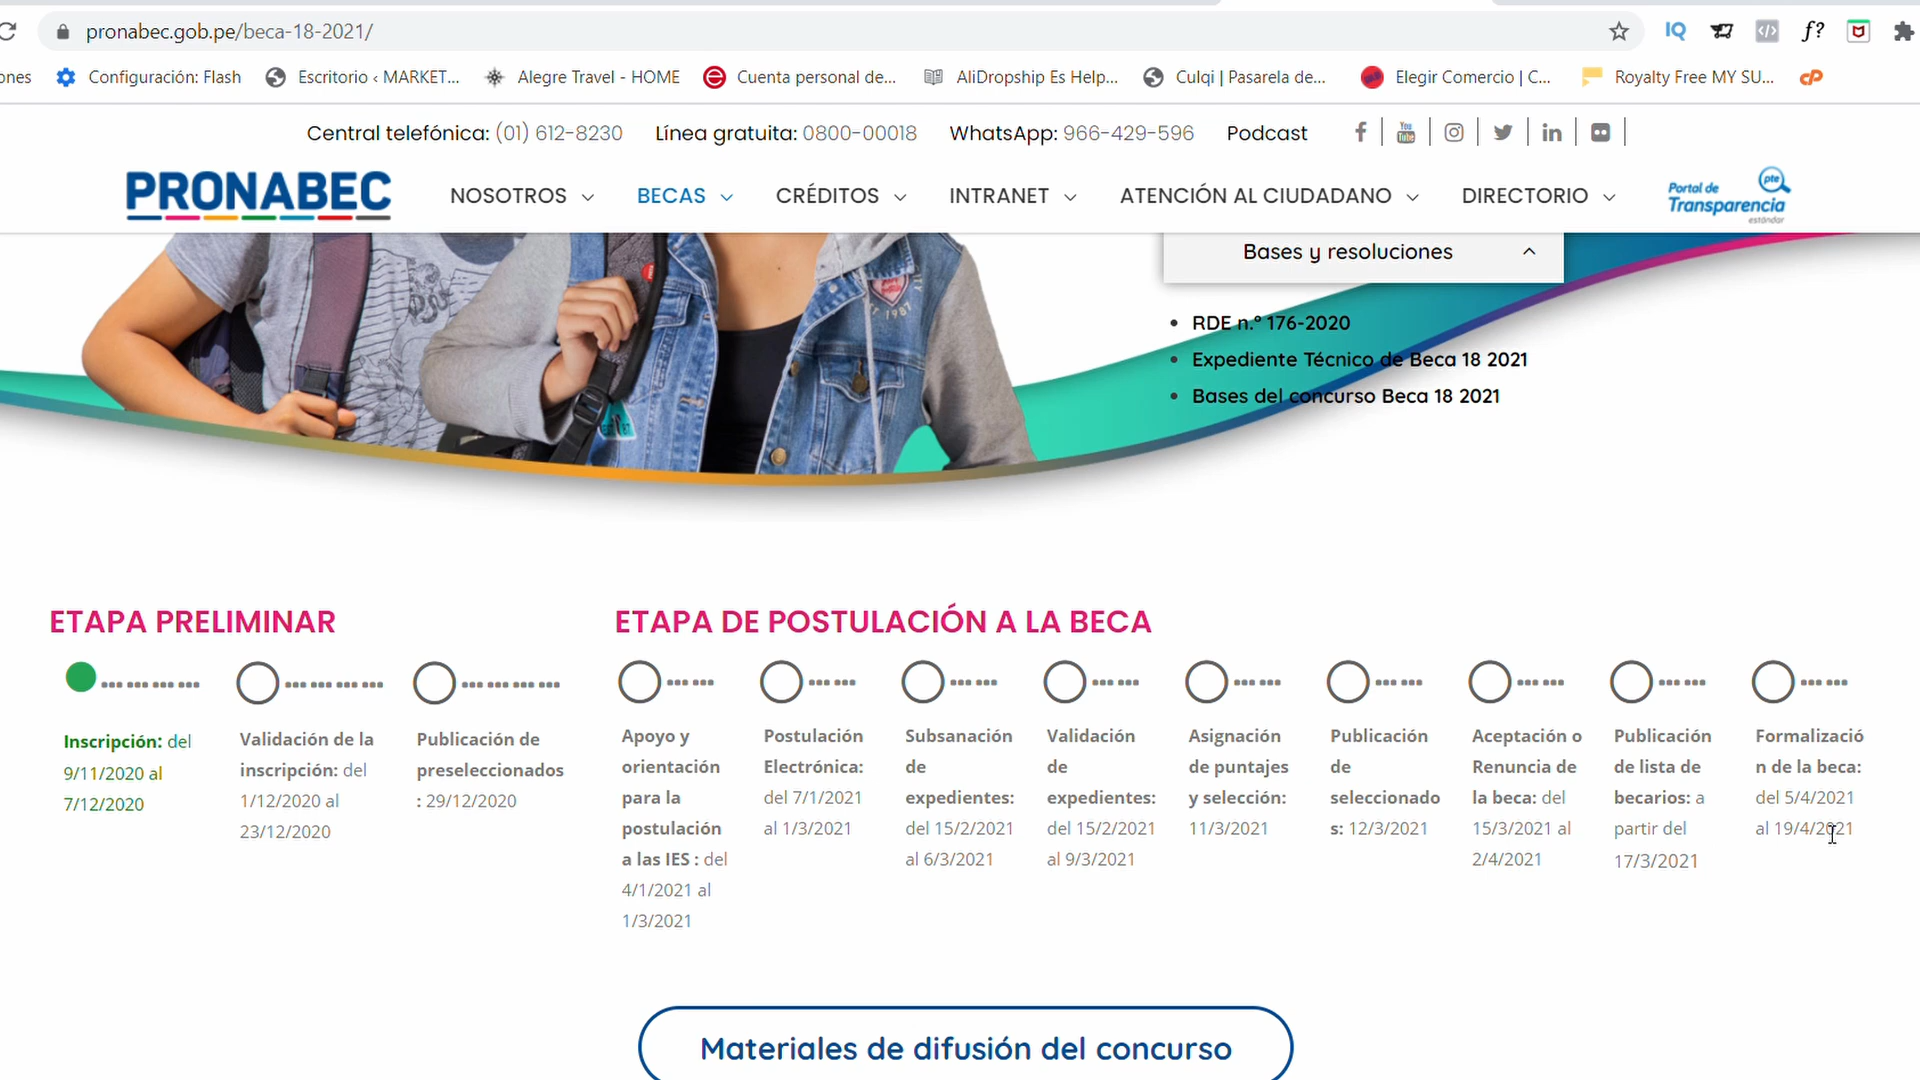 pronabec.gob.pe/beca-18-2021/
IQ
f?
ones
Configuración: Flash
Escritorio ‹ MARKET...
Alegre Travel - HOME
Cuenta personal de...
AliDropship Es Help...
Culqi | Pasarela de...
Elegir Comercio | C...
Royalty Free MY SU...
cP
Central telefónica: (01) 612-8230
Línea gratuita: 0800-00018
WhatsApp: 966-429-596
Podcast
You
Tube
PRONABEC
NOSOTROS
BECAS
CRÉDITOS
INTRANET
ATENCIÓN AL CIUDADANO
DIRECTORIO
pte
Portal de
Transparencia
estándar
Bases y resoluciones
RDE n.° 176-2020
Expediente Técnico de Beca 18 2021
Bases del concurso Beca 18 2021
ETAPA PRELIMINAR
Inscripción: del
9/11/2020 al
7/12/2020
Validación de la
inscripción: del
1/12/2020 al
23/12/2020
Publicación de
preseleccionados
: 29/12/2020
ETAPA DE POSTULACIÓN A LA BECA
Apoyo y
orientación
para la
postulación
a las IES : del
4/1/2021 al
1/3/2021
Postulación
Electrónica:
del 7/1/2021
al 1/3/2021
Subsanación
de
expedientes:
del 15/2/2021
al 6/3/2021
Validación
de
expedientes:
del 15/2/2021
al 9/3/2021
Asignación
de puntajes
y selección:
11/3/2021
Publicación
de
seleccionado
s: 12/3/2021
Aceptación o
Renuncia de
la beca: del
15/3/2021 al
2/4/2021
Publicación
de lista de
becarios: a
partir del
17/3/2021
Formalizació
n de la beca:
del 5/4/2021
al 19/4/2021
Materiales de difusión del concurso